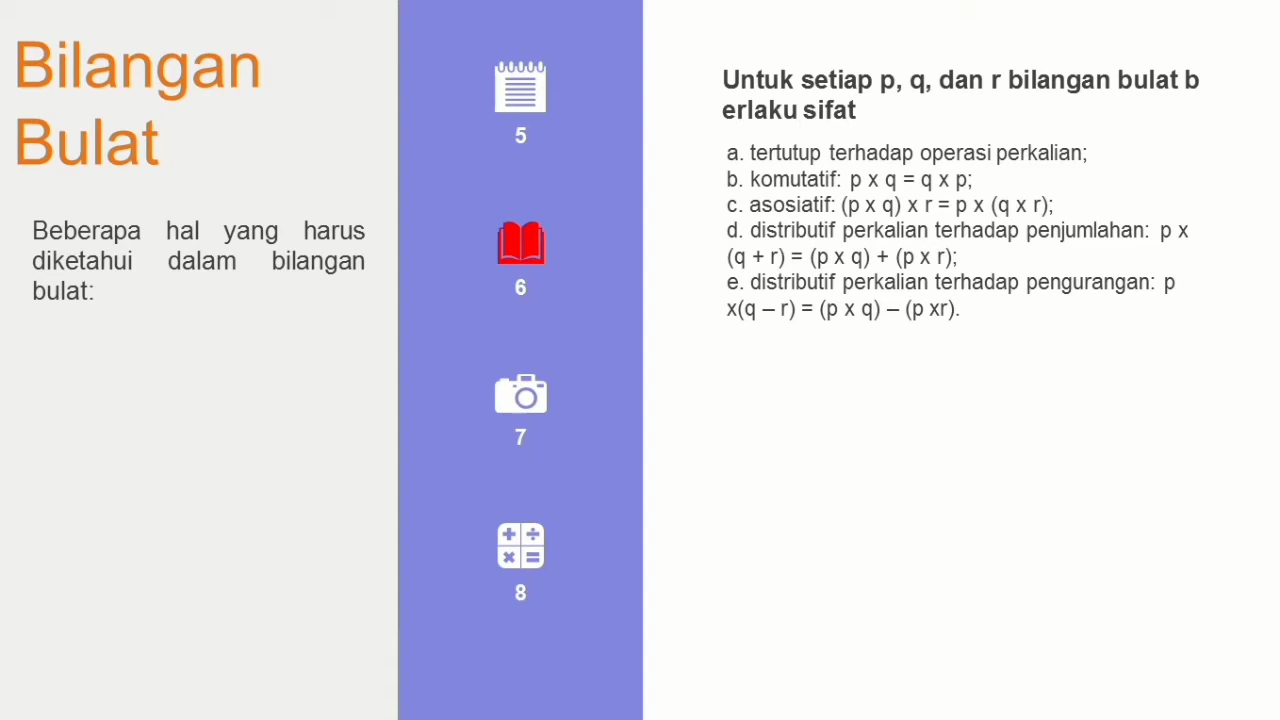 Bilangan
Bulat
Beberapa hal yang harus
diketahui dalam bilangan
bulat:
5
6
7
8
Untuk setiap p, q, dan r bilangan bulat b
erlaku sifat
a. tertutup terhadap operasi perkalian;
b. komutatif: p x q = q x p;
c. asosiatif: (p x q) x r = p x (q x r);
d. distributif perkalian terhadap penjumlahan: p x
(q + r) = (p x q) + (p x r);
e. distributif perkalian terhadap pengurangan: p
x(q – r) = (p x q) – (p xr).